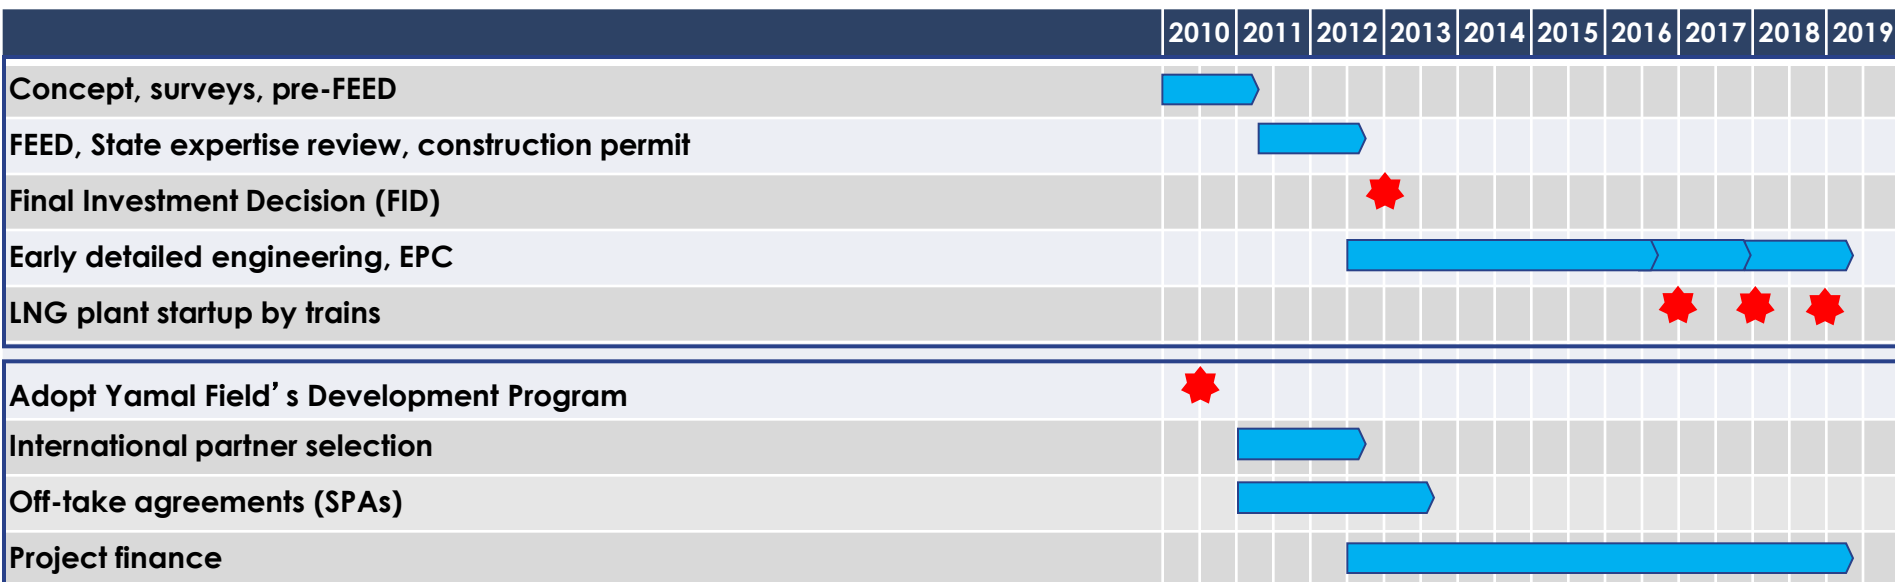 2010 2011 2012 2013 2014 2015 2016 2017 2018 2019
Concept, surveys, pre-FEED
FEED, State expertise review, construction permit
Final Investment Decision (FID)
Early detailed engineering, EPC
LNG plant startup by trains
Adopt Yamal Field’s Development Program
International partner selection
Off-take agreements (SPAs)
Project finance